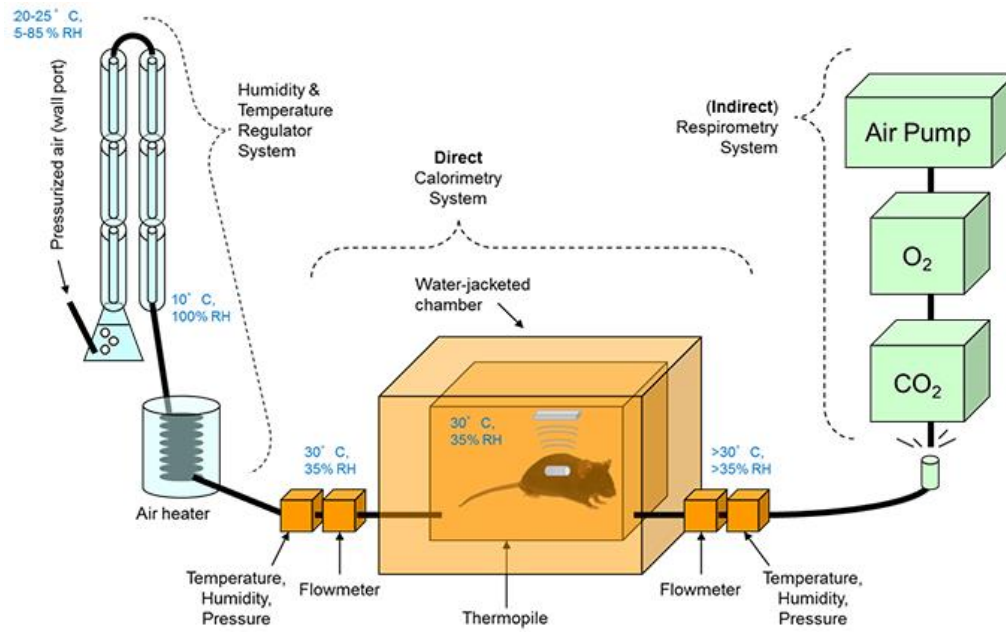 20-25° C,
5-85% RH
Pressurized air (wall port)
Humidity &
Temperature
Regulator
System
10° C,
100% RH
Air heater
30° C,
35% RH
Temperature,
Humidity,
Pressure
Flowmeter
Direct
Calorimetry
System
Water-jacketed
chamber
30° C,
35% RH
Thermopile
>30° C,
>35% RH
Flowmeter
Temperature,
Humidity,
Pressure
(Indirect)
Respirometry
System
Air Pump
O₂
CO₂